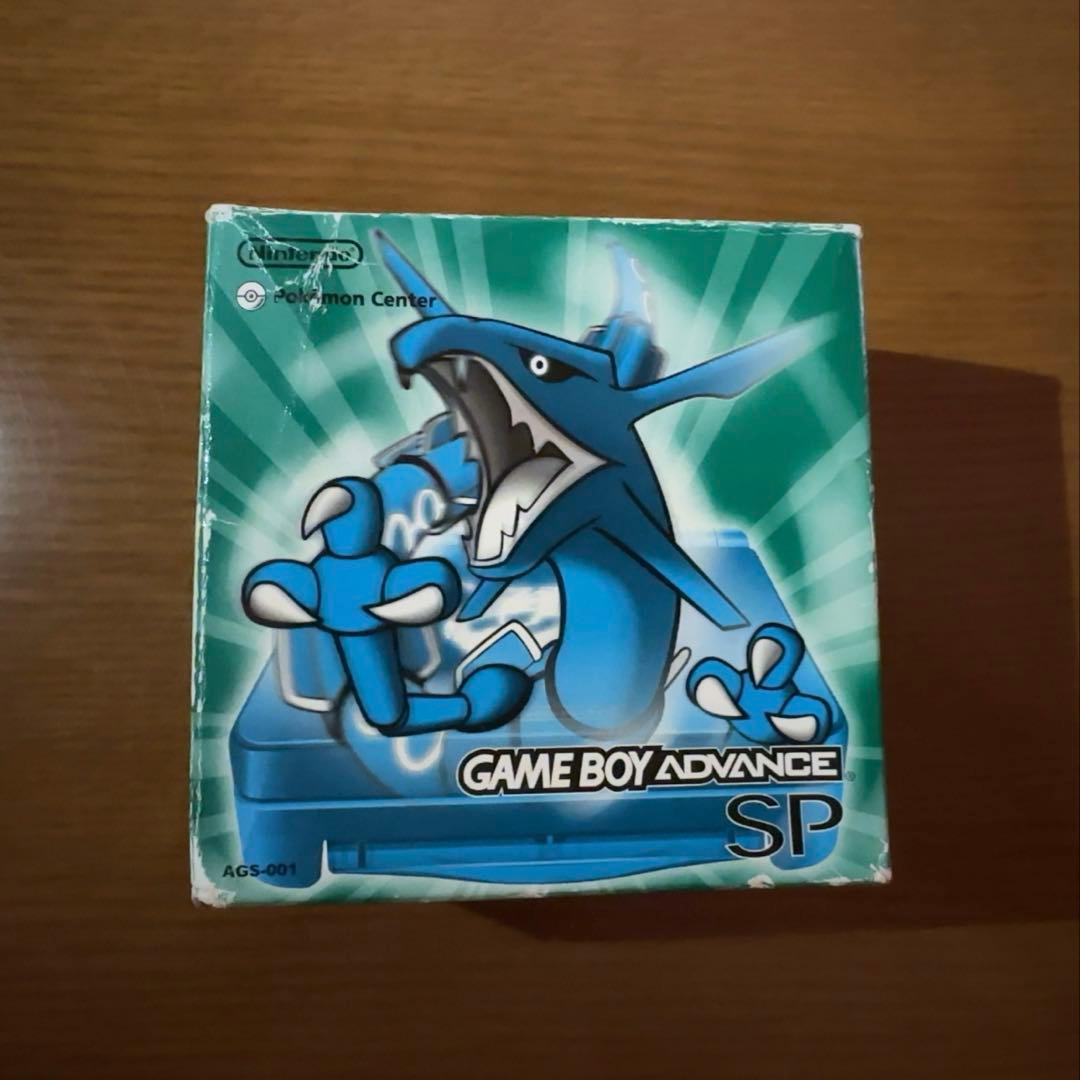 Nintendo®
Pokémon Center
GAME BOY ADVANCE®
SP
AGS-001